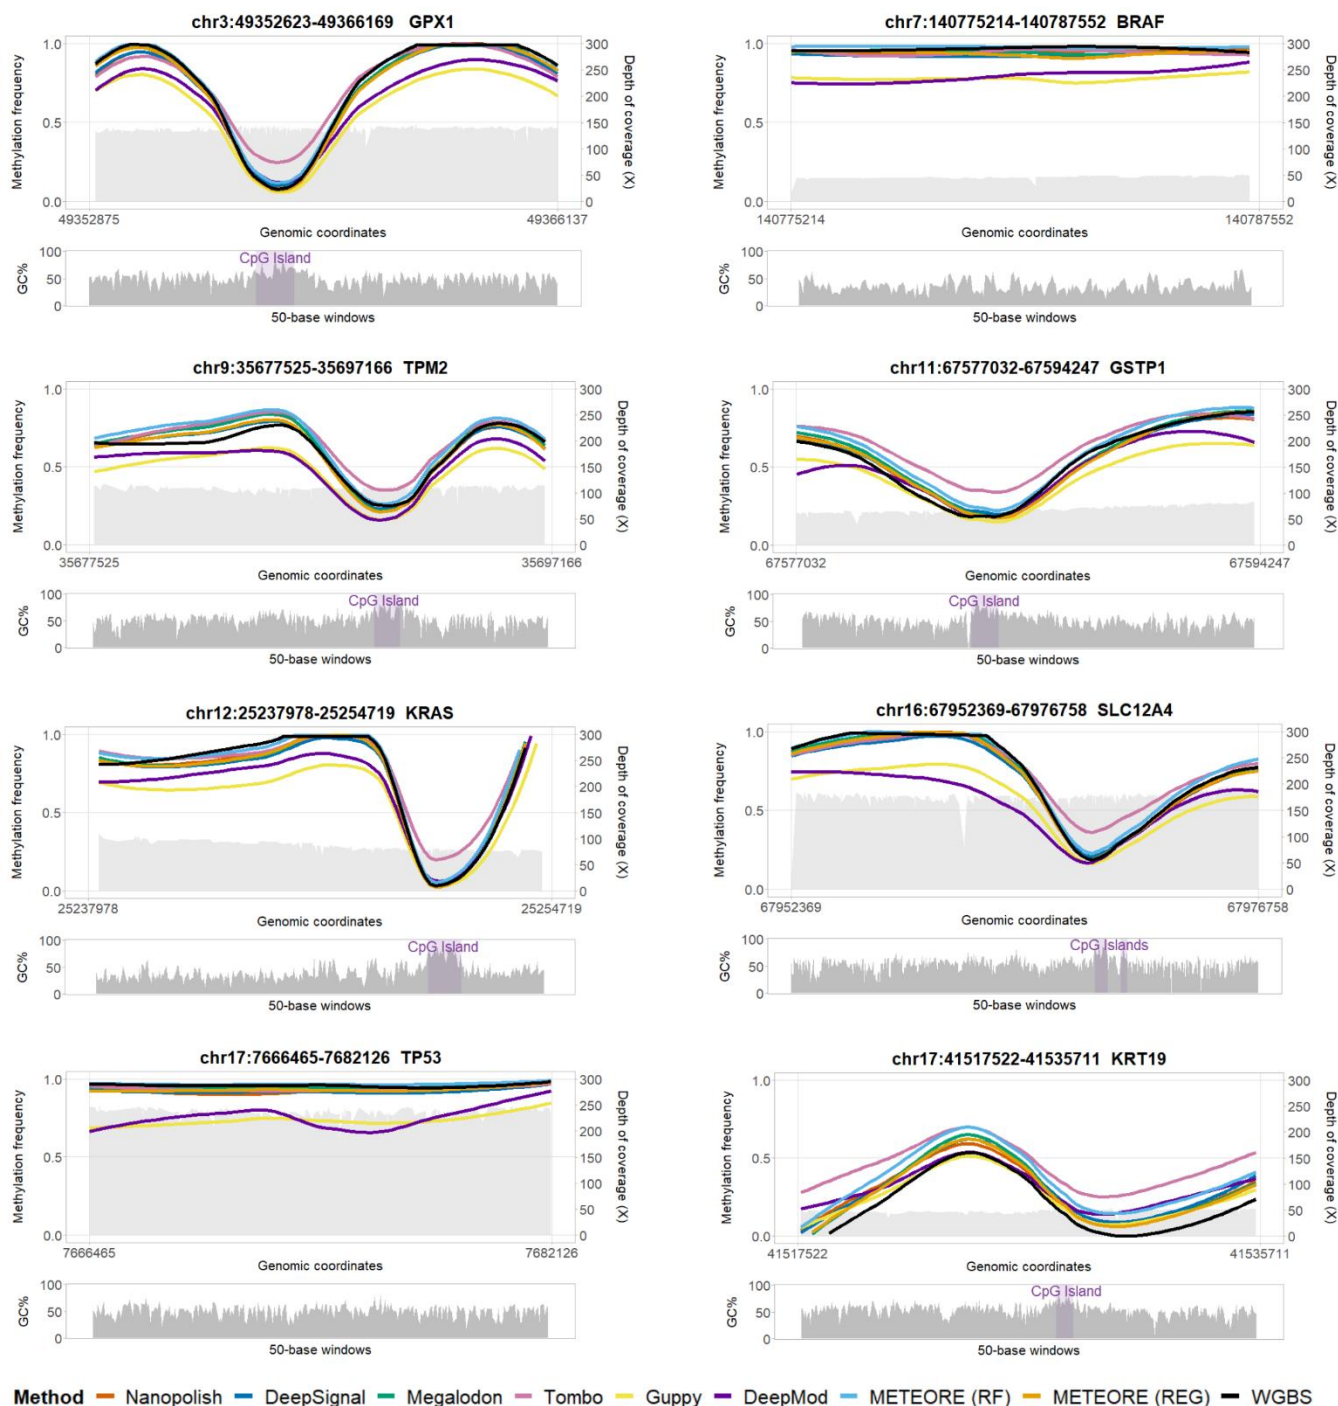 chr3:49352623-49366169 GPX1
1.0
0.5
0.0
Methylation frequency
300
250
200
150
100
50
0
Depth of coverage (X)
49352875
49366137
Genomic coordinates
100
50
0
GC%
CpG Island
50-base windows
chr7:140775214-140787552 BRAF
1.0
0.5
0.0
Methylation frequency
300
250
200
150
100
50
0
Depth of coverage (X)
140775214
140787552
Genomic coordinates
100
50
0
GC%
50-base windows
chr9:35677525-35697166 TPM2
1.0
0.5
0.0
Methylation frequency
300
250
200
150
100
50
0
Depth of coverage (X)
35677525
35697166
Genomic coordinates
100
50
0
GC%
CpG Island
50-base windows
chr11:67577032-67594247 GSTP1
1.0
0.5
0.0
Methylation frequency
300
250
200
150
100
50
0
Depth of coverage (X)
67577032
67594247
Genomic coordinates
100
50
0
GC%
CpG Island
50-base windows
chr12:25237978-25254719 KRAS
1.0
0.5
0.0
Methylation frequency
300
250
200
150
100
50
0
Depth of coverage (X)
25237978
25254719
Genomic coordinates
100
50
0
GC%
CpG Island
50-base windows
chr16:67952369-67976758 SLC12A4
1.0
0.5
0.0
Methylation frequency
300
250
200
150
100
50
0
Depth of coverage (X)
67952369
67976758
Genomic coordinates
100
50
0
GC%
CpG Islands
50-base windows
chr17:7666465-7682126 TP53
1.0
0.5
0.0
Methylation frequency
300
250
200
150
100
50
0
Depth of coverage (X)
7666465
7682126
Genomic coordinates
100
50
0
GC%
50-base windows
chr17:41517522-41535711 KRT19
1.0
0.5
0.0
Methylation frequency
300
250
200
150
100
50
0
Depth of coverage (X)
41517522
41535711
Genomic coordinates
100
50
0
GC%
CpG Island
50-base windows
Method Nanopolish DeepSignal Megalodon Tombo Guppy DeepMod METEORE (RF) METEORE (REG) WGBS